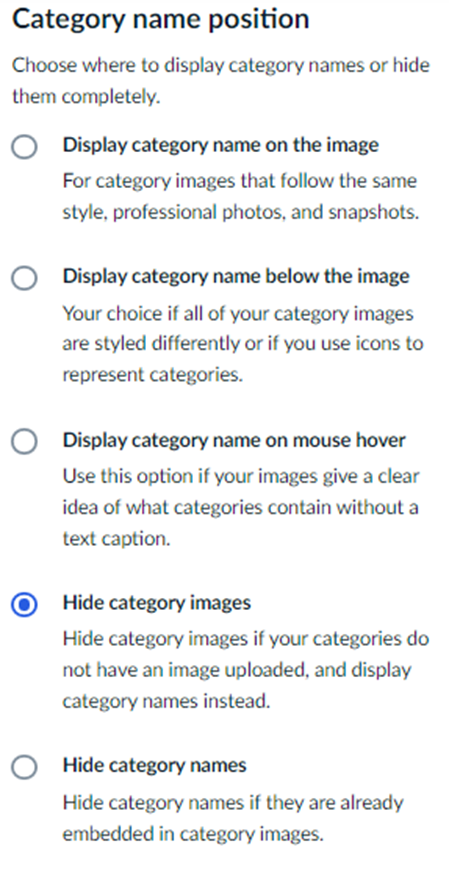 Category name position
Choose where to display category names or hide
them completely.
Display category name on the image
For category images that follow the same
style, professional photos, and snapshots.
Display category name below the image
Your choice if all of your category images
are styled differently or if you use icons to
represent categories.
Display category name on mouse hover
Use this option if your images give a clear
idea of what categories contain without a
text caption.
Hide category images
Hide category images if your categories do
not have an image uploaded, and display
category names instead.
Hide category names
Hide category names if they are already
embedded in category images.